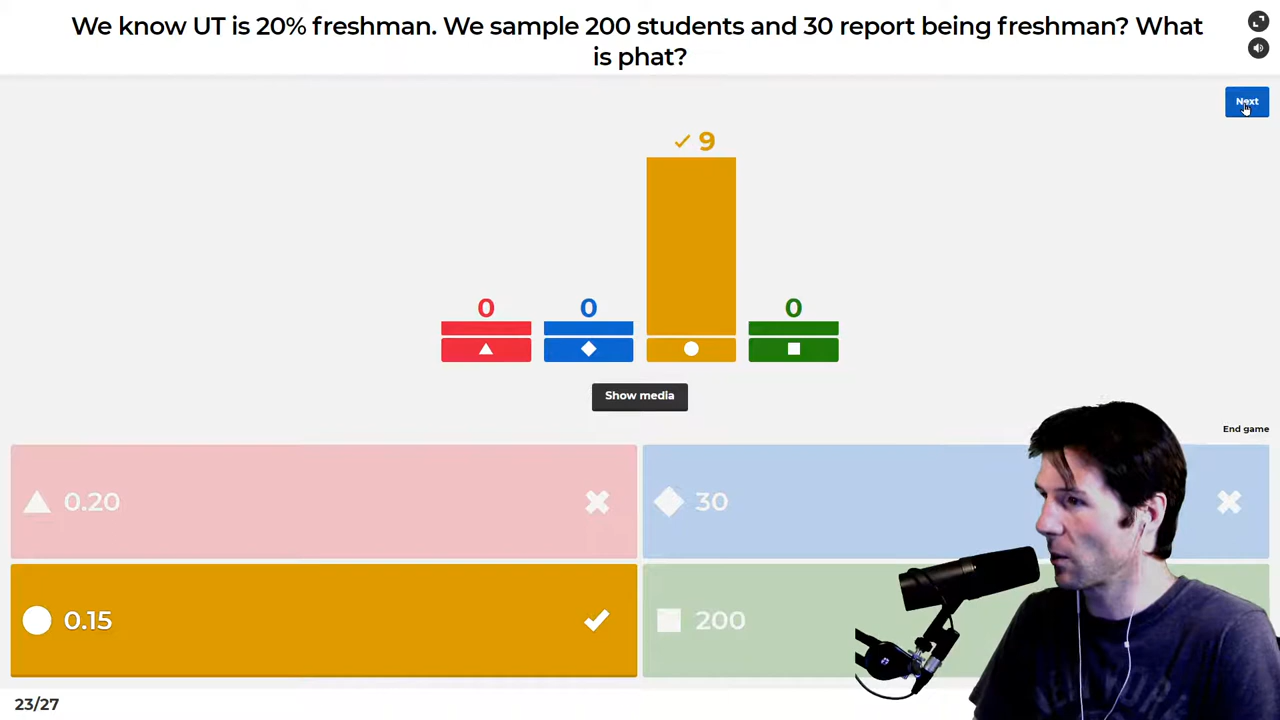 We know UT is 20% freshman. We sample 200 students and 30 report being freshman? What
is phat?
Next
9
0
0
0
Show media
End game
0.20
30
0.15
200
23/27